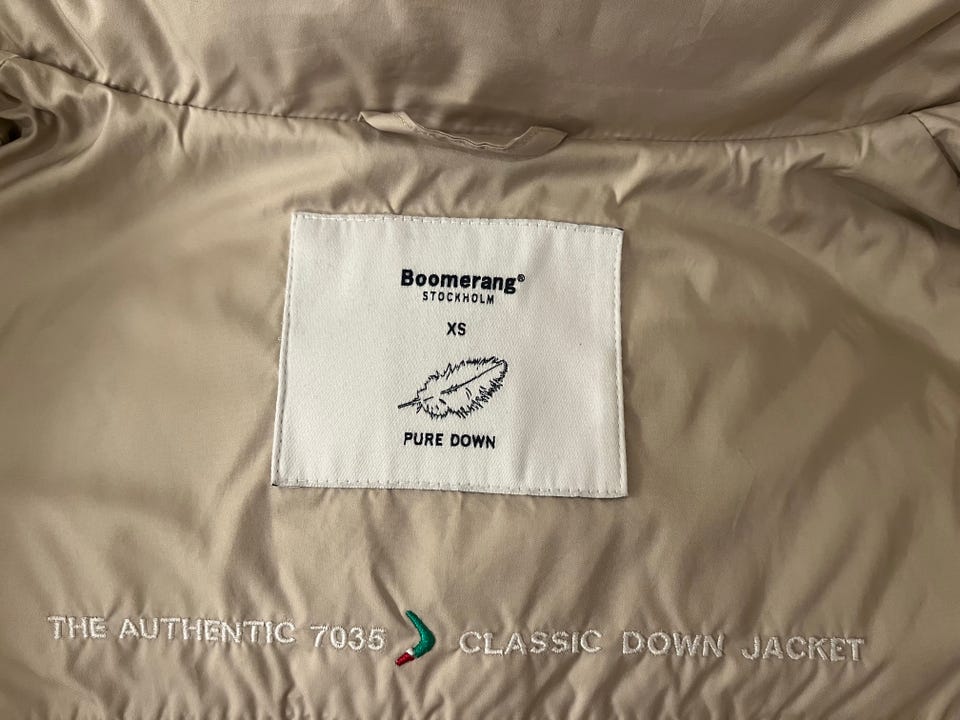 Boomerang®
STOCKHOLM
XS
PURE DOWN
THE AUTHENTIC 7035 CLASSIC DOWN JACKET